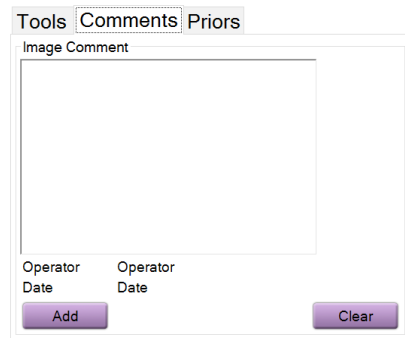 Tools Comments Priors
Image Comment
Operator Operator
Date Date
Add Clear